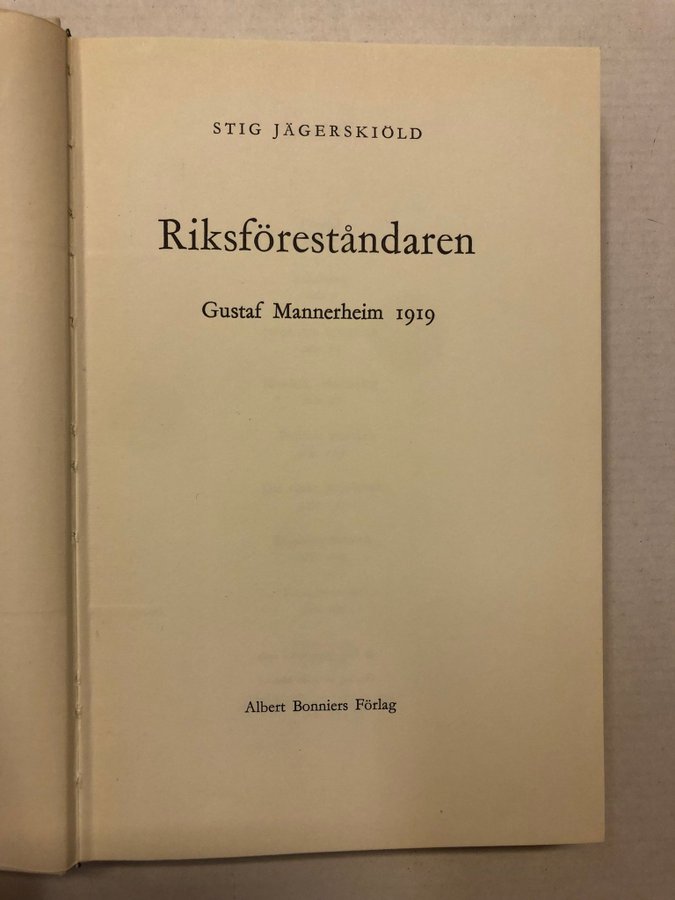 STIG JÄGERSKIÖLD
Riksföreståndaren
Gustaf Mannerheim 1919
Albert Bonniers Förlag